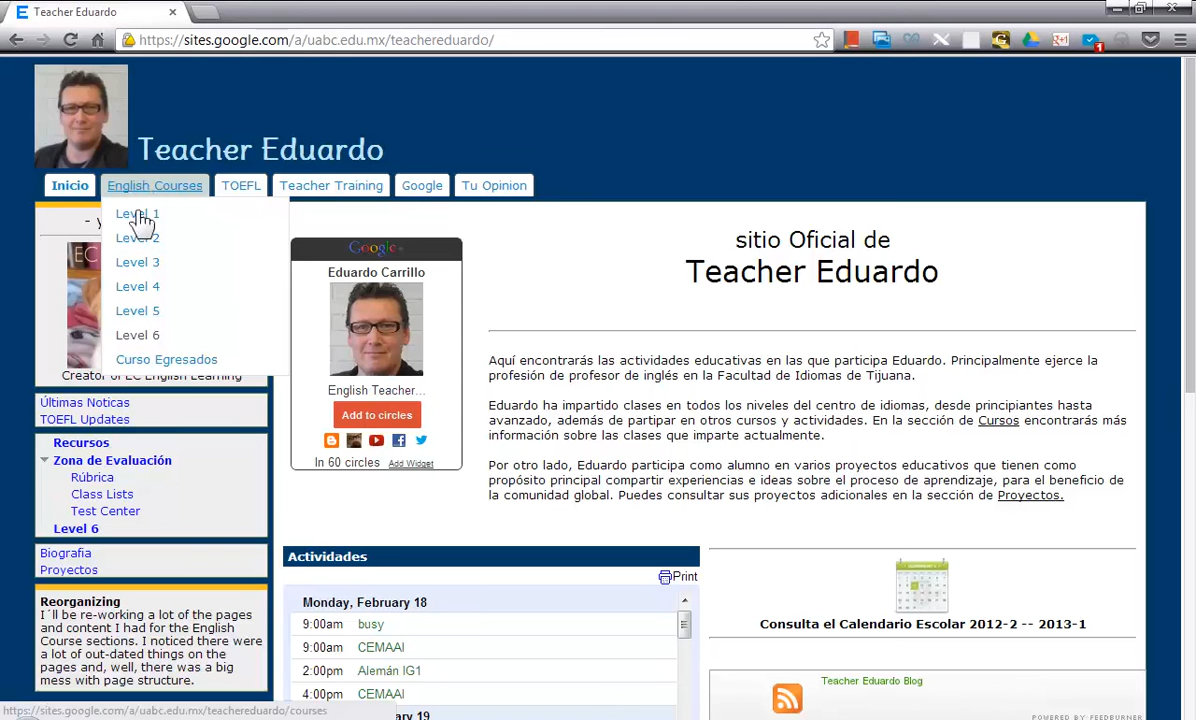 Teacher Eduardo
https://sites.google.com/a/uabc.edu.mx/teachereduardo/
Teacher Eduardo
Inicio
English Courses
TOEFL
Teacher Training
Google
Tu Opinion
Level 1
Level 2
Level 3
Level 4
Level 5
Level 6
Curso Egresados
- y
EC
Creator of EC English Learning
Últimas Noticas
TOEFL Updates
Recursos
Zona de Evaluación
Rúbrica
Class Lists
Test Center
Level 6
Biografia
Proyectos
Reorganizing
I´ll be re-working a lot of the pages
and content I had for the English
Course sections. I noticed there were
a lot of out-dated things on the
pages and, well, there was a big
mess with page structure.
Google+
Eduardo Carrillo
English Teacher...
Add to circles
In 60 circles
Add Widget
sitio Oficial de
Teacher Eduardo
Aquí encontrarás las actividades educativas en las que participa Eduardo. Principalmente ejerce la
profesión de profesor de inglés en la Facultad de Idiomas de Tijuana.
Eduardo ha impartido clases en todos los niveles del centro de idiomas, desde principiantes hasta
avanzado, además de partipar en otros cursos y actividades. En la sección de Cursos encontrarás más
información sobre las clases que imparte actualmente.
Por otro lado, Eduardo participa como alumno en varios proyectos educativos que tienen como
propósito principal compartir experiencias e ideas sobre el proceso de aprendizaje, para el beneficio de
la comunidad global. Puedes consultar sus proyectos adicionales en la sección de Proyectos.
Actividades
Print
Monday, February 18
9:00am busy
9:00am CEMAAI
2:00pm Alemán IG1
4:00pm CEMAAI
uary 19
Consulta el Calendario Escolar 2012-2 -- 2013-1
Teacher Eduardo Blog
POWERED BY FEEDBURNER
https://sites.google.com/a/uabc.edu.mx/teachereduardo/courses